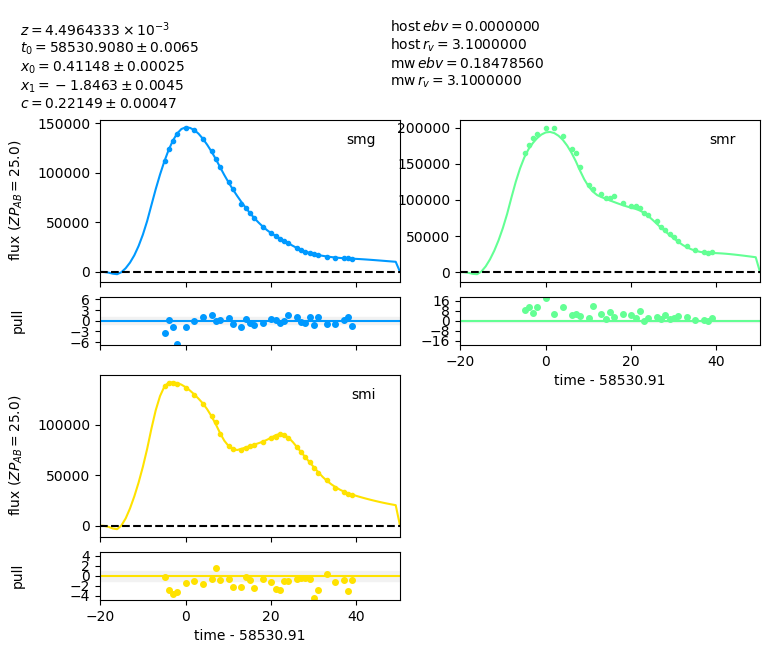 z = 4.4964333 × 10⁻³
t₀ = 58530.9080 ± 0.0065
x₀ = 0.41148 ± 0.00025
x₁ = −1.8463 ± 0.0045
c = 0.22149 ± 0.00047
host ebv = 0.0000000
host r_v = 3.1000000
mw ebv = 0.18478560
mw r_v = 3.1000000
smg
flux (ZP_AB = 25.0)
150000
100000
50000
0
pull
6
3
0
−3
−6
smr
200000
150000
100000
50000
0
16
8
0
−8
−16
−20 0 20 40
time - 58530.91
smi
flux (ZP_AB = 25.0)
100000
50000
0
pull
4
2
0
−2
−4
−20 0 20 40
time - 58530.91